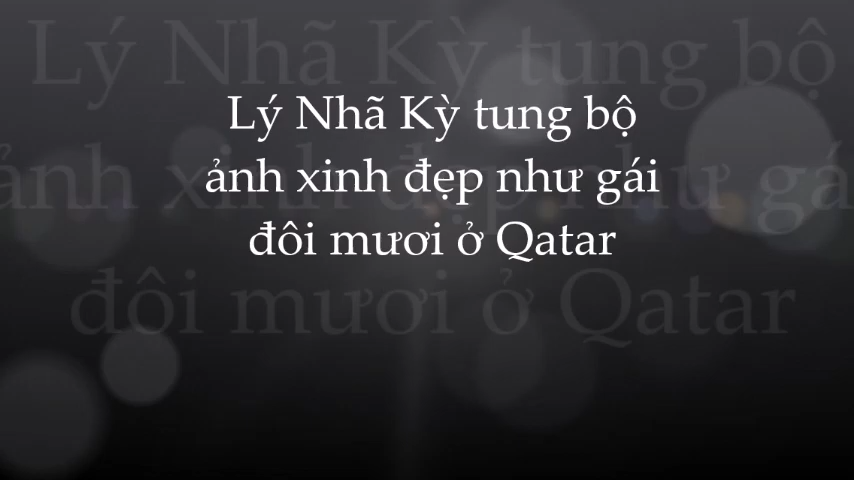 Lý Nhã Kỳ tung bộ
ảnh xinh đẹp như gái
đôi mươi ở Qatar